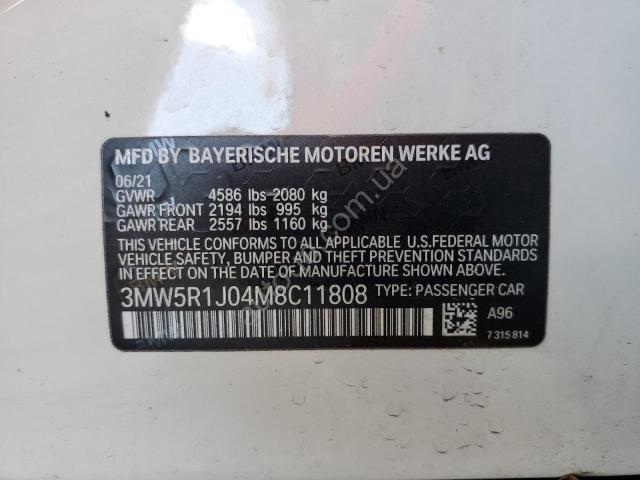 MFD BY BAYERISCHE MOTOREN WERKE AG
06/21
GVWR 4586 lbs-2080 kg
GAWR FRONT 2194 lbs 995 kg
GAWR REAR 2557 lbs 1160 kg
THIS VEHICLE CONFORMS TO ALL APPLICABLE U.S.FEDERAL MOTOR
VEHICLE SAFETY, BUMPER AND THEFT PREVENTION STANDARDS
IN EFFECT ON THE DATE OF MANUFACTURE SHOWN ABOVE.
3MW5R1J04M8C11808 TYPE: PASSENGER CAR
A96
7 315 814